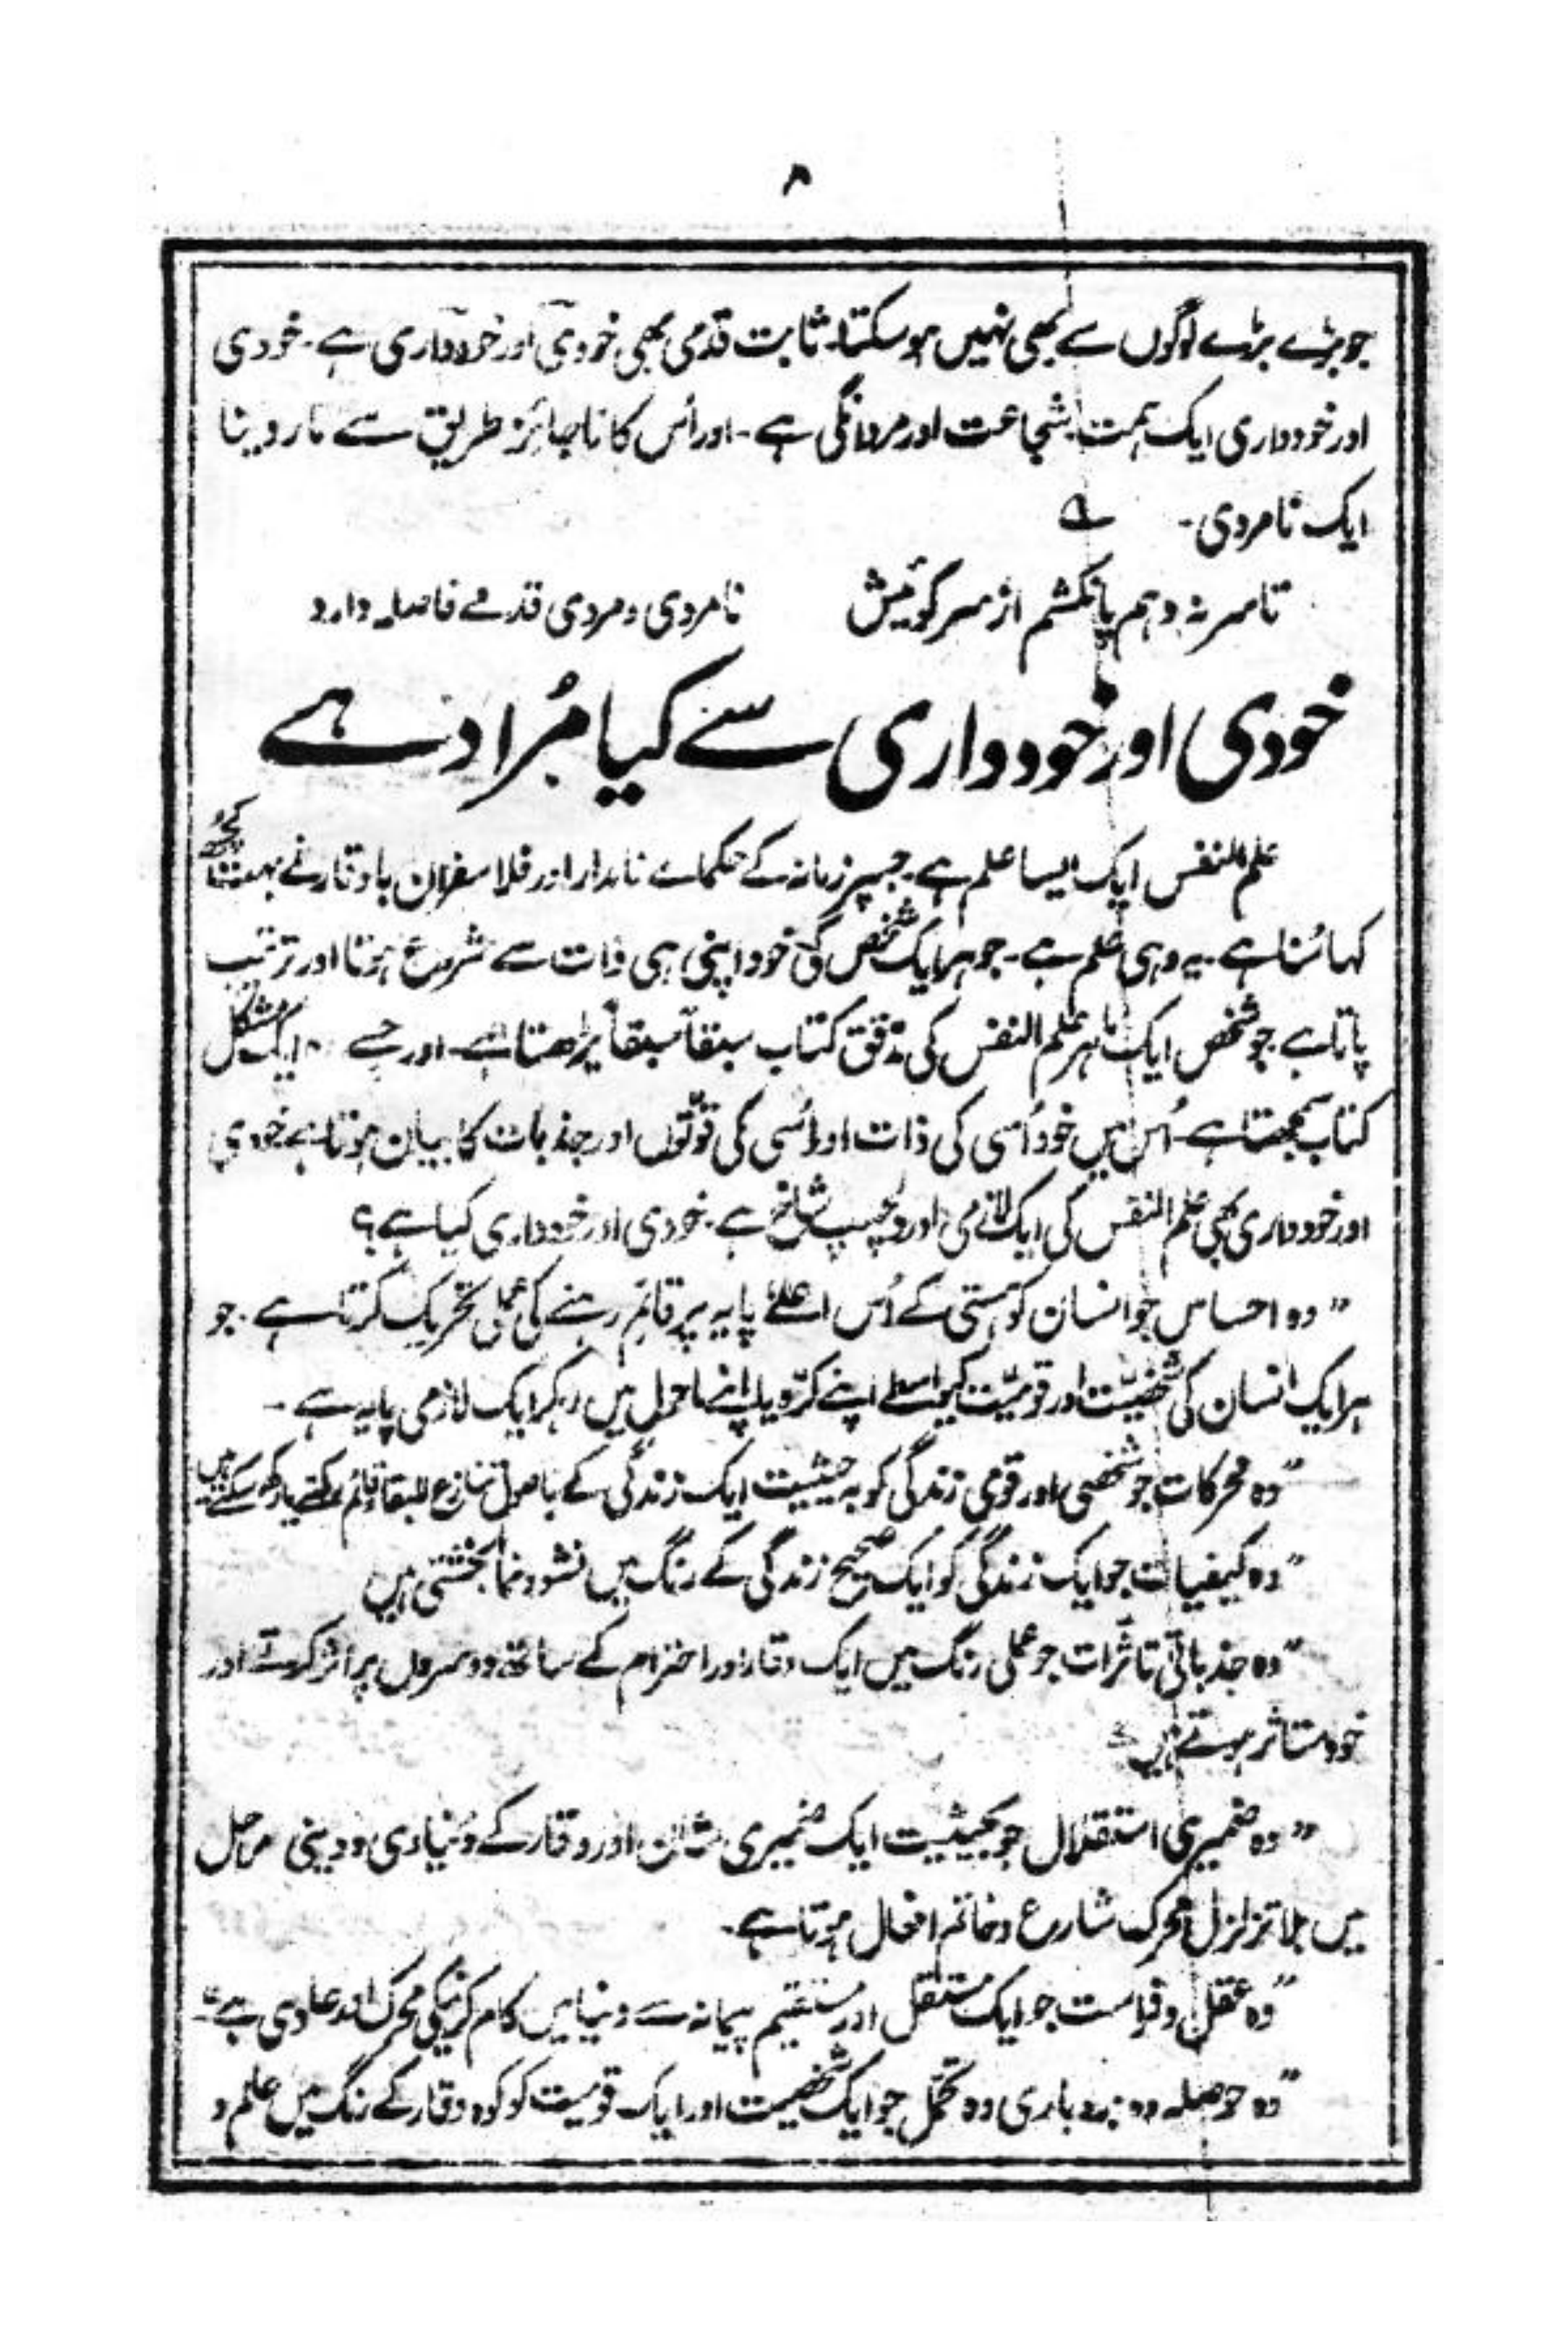 ۸
جو بڑے بڑے لوگوں سے بھی نہیں ہو سکتا۔ ثابت قدمی بھی خودی اور خودداری ہے۔ خودی
اور خودداری ایک ہمت شجاعت اور مردانگی ہے۔ اور اُس کا ناجائز طریق سے مار دینا
ایک نامردی۔ ؎
تا سر نہ دہم پا نکشم از سر کویش نامردی و مردی قدمے فاصلہ دارد
خودی اور خودداری سے کیا مُراد ہے
علم النفس ایک ایسا علم ہے۔ جسپر زمانہ کے حکمائے نامدار اور فلاسفران با وقار نے بہت کچھ
کہا سُنا ہے۔ یہ وہی علم ہے۔ جو ہر ایک شخص کی خود اپنی ہی ذات سے شروع ہوتا اور ترتیب
پاتا ہے۔ جو شخص ایک ماہر علم النفس کی مدقق کتاب سبقاً سبقاً پڑھتا ہے۔ اور جسے ایک مشکل
کتاب سمجھتا ہے۔ اُس میں خود اُسی کی ذات اور اُسی کی قوتوں اور جذبات کا بیان ہوتا ہے خودی
اور خودداری بھی علم النفس کی ایک لازمی اور دلچسپ شاخ ہے۔ خودی اور خودداری کیا ہے؟
"وہ احساس جو انسان کو ہستی کے اُس اعلےٰ پایہ پر قائم رہنے کی عملی تحریک کرتا ہے۔ جو
ہر ایک انسان کی شخصیّت اور قومیّت کیواسطے اپنے کرّہ یا اپنے ماحول میں رہکر ایک لازمی پایہ ہے۔
"وہ محرکات جو شخصی اور قومی زندگی کو بہ حیثیت ایک زندگی کے باصول تنازع للبقا قائم رکھتے یا رکھ سکتے ہیں
"وہ کیفیات جو ایک زندگی کو ایک صحیح زندگی کے رنگ میں نشو و نما بخشتی ہیں
"وہ جذباتی تاثرات جو عملی رنگ میں ایک وقار اور احترام کے ساتھ دوسروں پر اثر کرتے اور
خود متاثر ہوتے ہیں۔
"وہ ضمیری استقلال جو بحیثیت ایک ضمیری شان اور وقار کے دُنیاوی و دینی مراحل
میں بلا تزلزل محرک شارع و خاتم افعال ہوتا ہے۔
"وہ عقل و فراست جو ایک مستقل اور مستقیم پیمانہ سے دنیا میں کام کرنیکی محرک اور عادی ہے۔"
"وہ حوصلہ وہ بردباری وہ تحمّل جو ایک شخصیت اور ایک قومیت کو کوہ وقار کے رنگ میں علم و